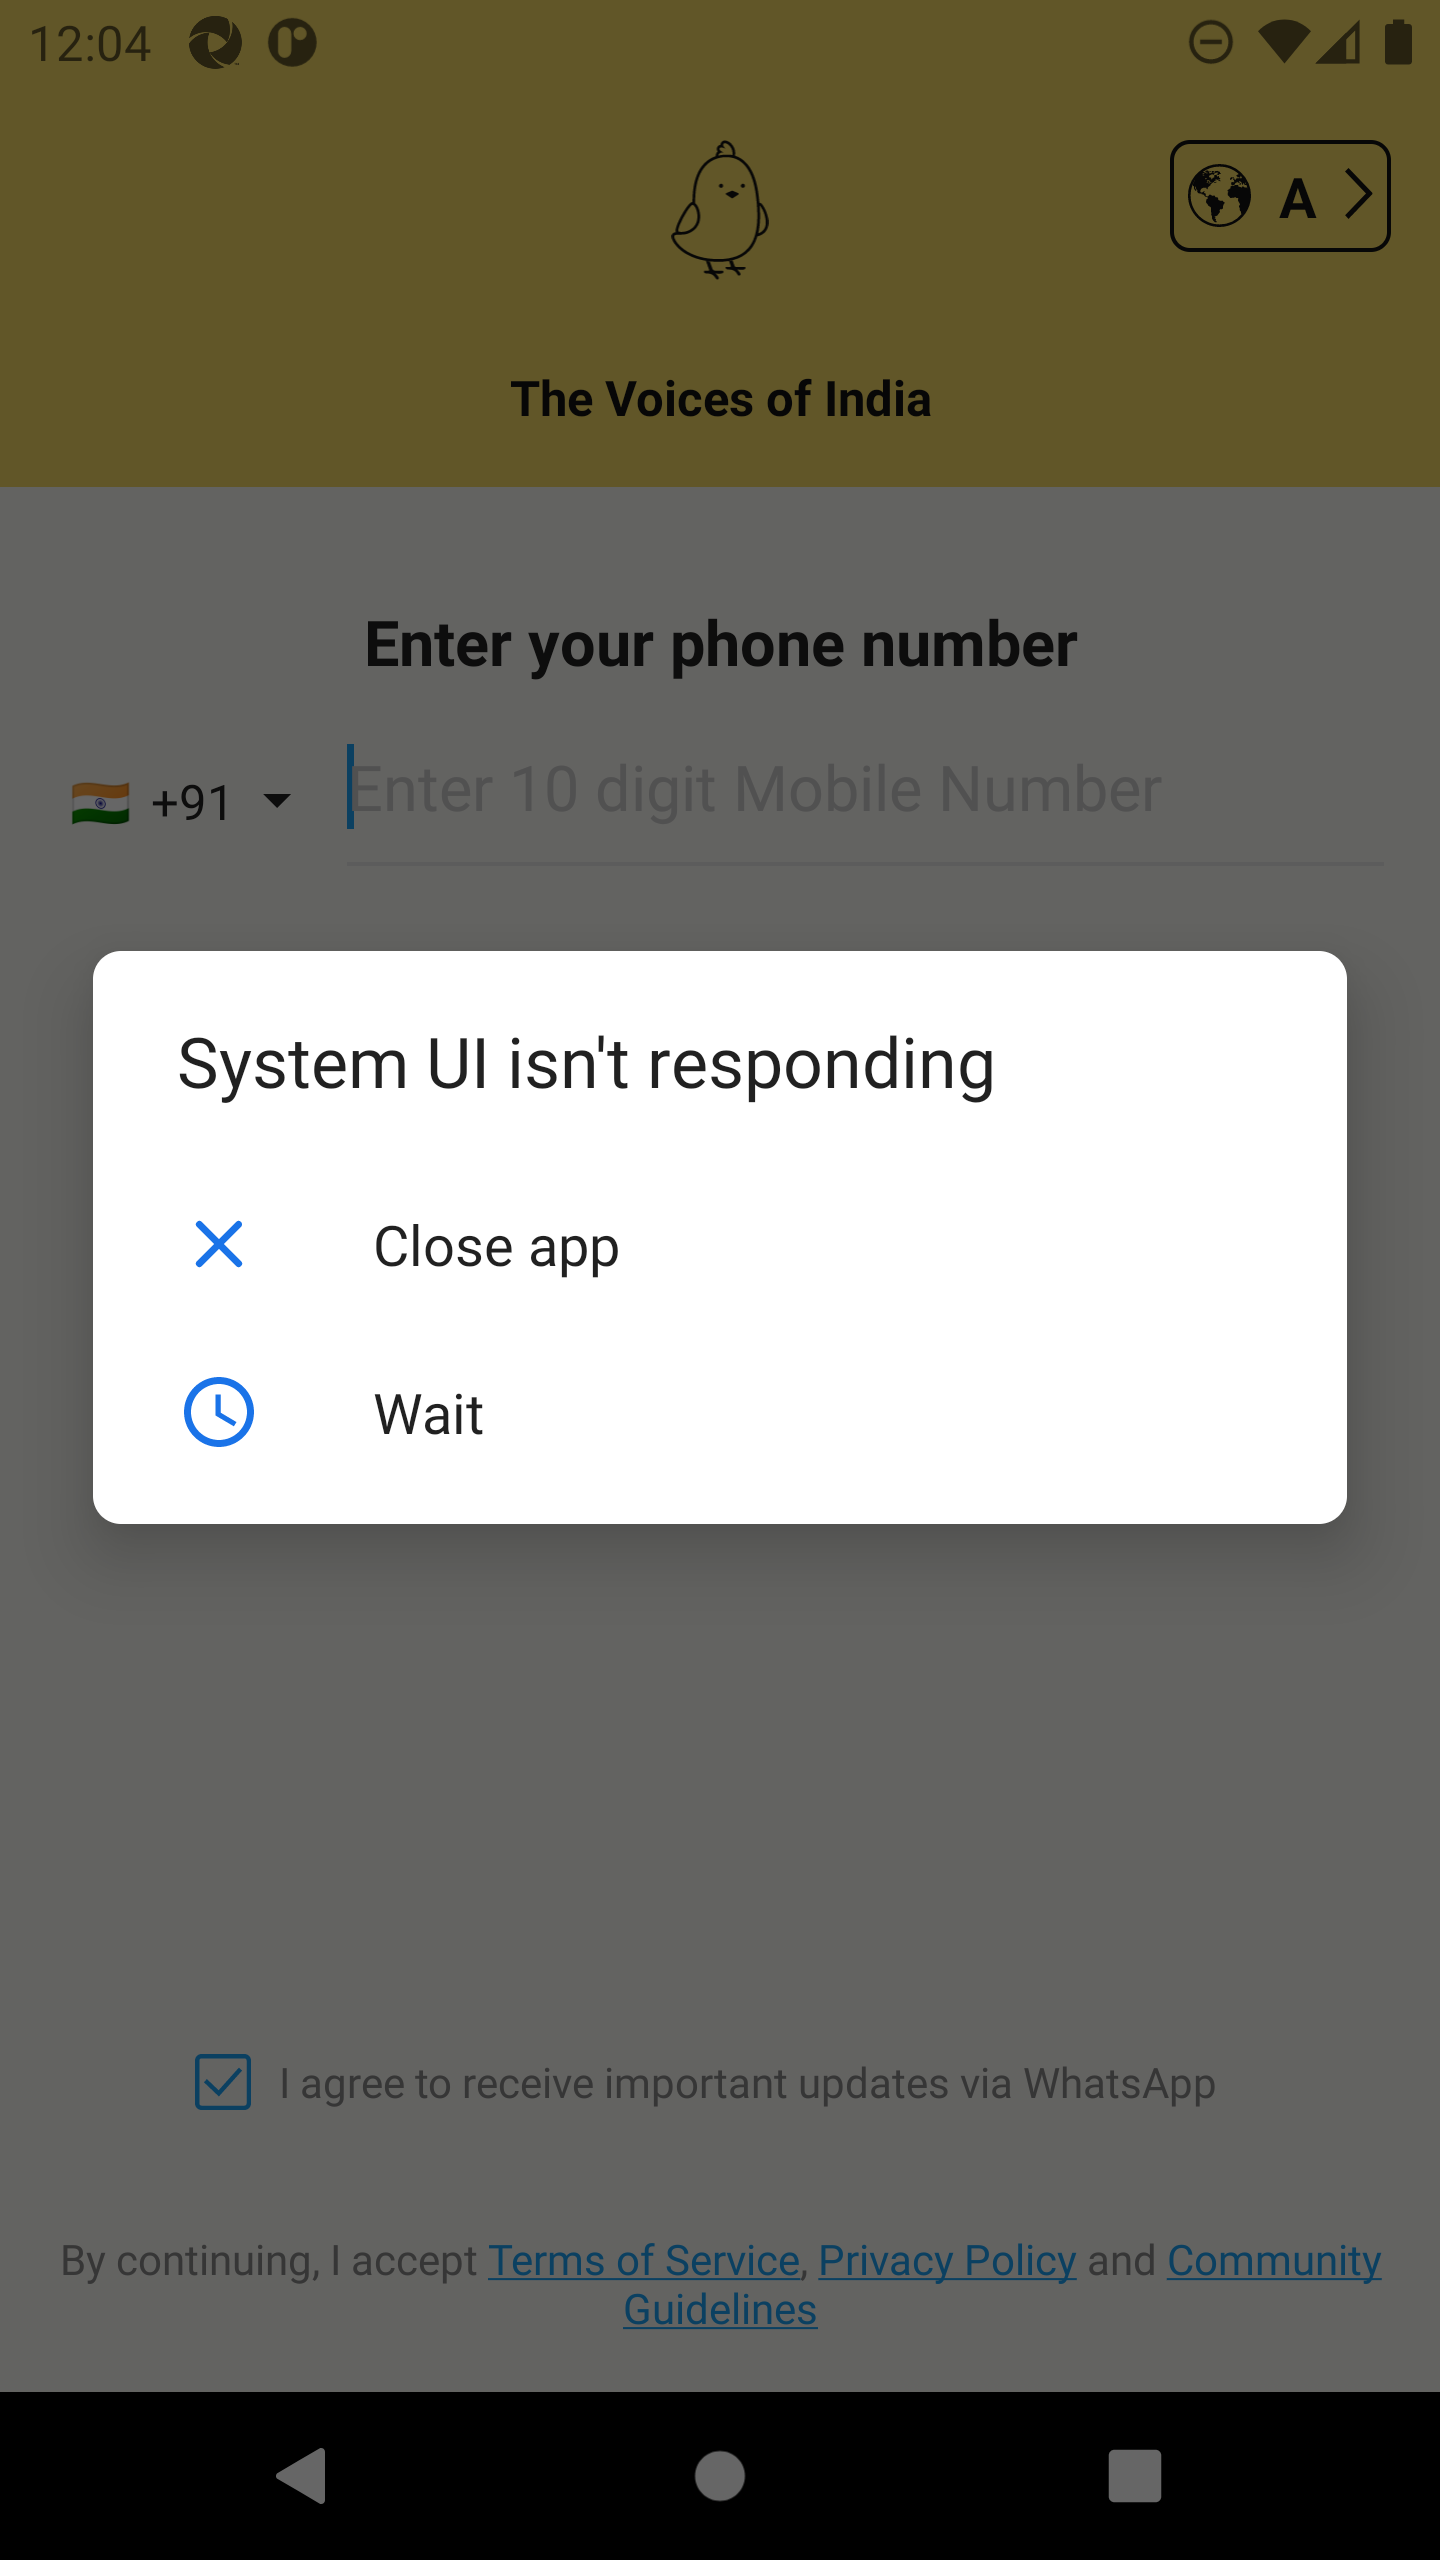 12:04
A
The Voices of India
Enter your phone number
+91
Enter 10 digit Mobile Number
System UI isn't responding
Close app
Wait
I agree to receive important updates via WhatsApp
By continuing, I accept Terms of Service, Privacy Policy and Community
Guidelines